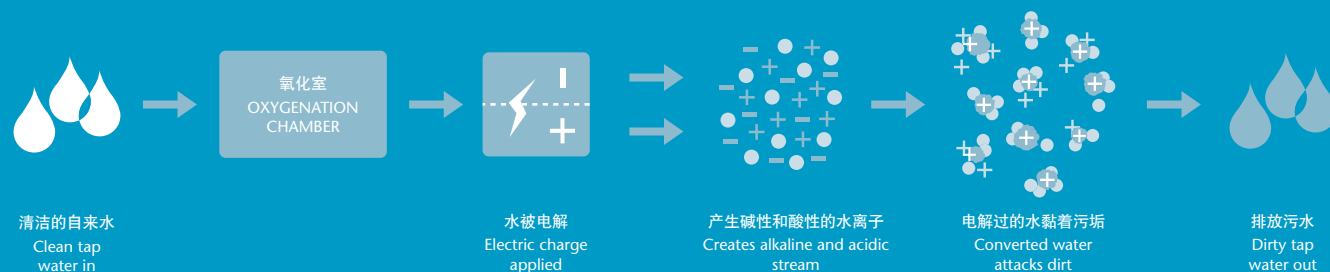 氧化室
OXYGENATION
CHAMBER
清洁的自来水
Clean tap
water in
水被电解
Electric charge
applied
产生碱性和酸性的水离子
Creates alkaline and acidic
stream
电解过的水黏着污垢
Converted water
attacks dirt
排放污水
Dirty tap
water out